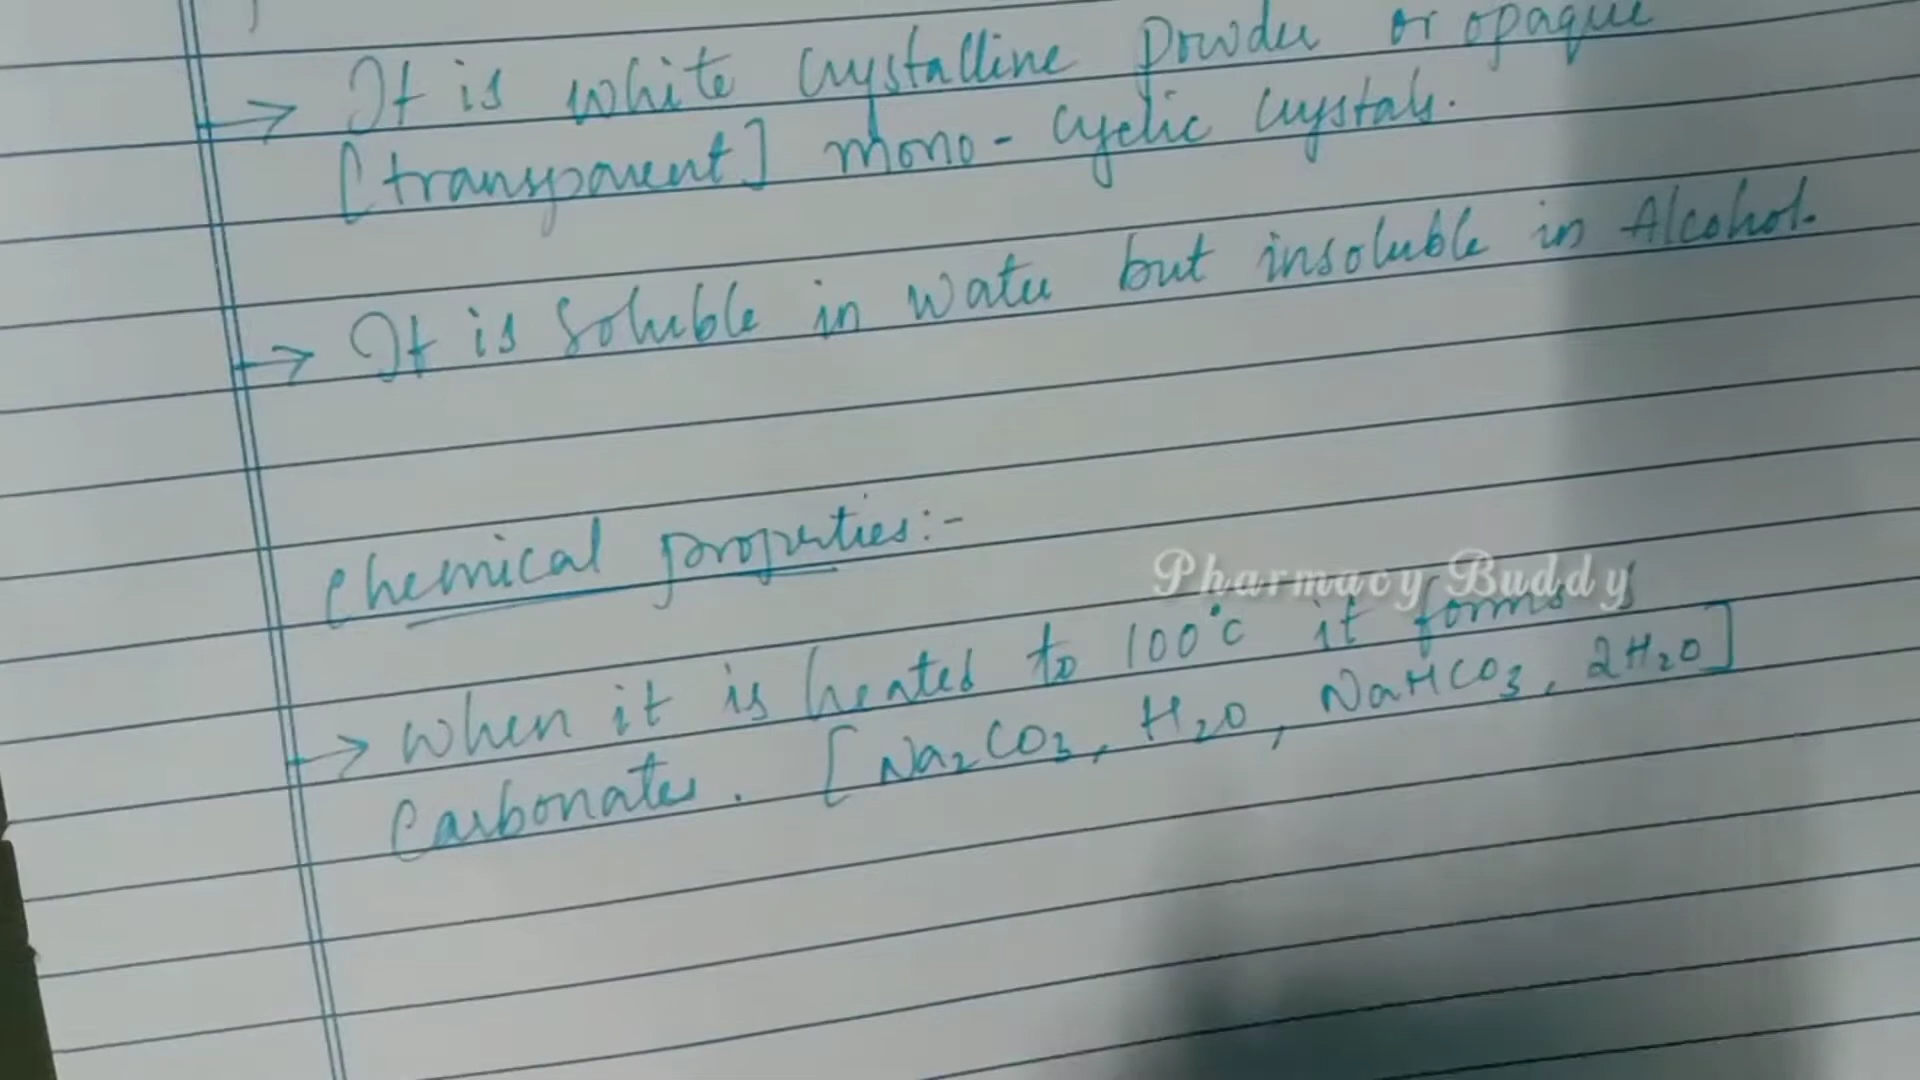 → It is white crystalline powder or opaque
[transparent] mono-cyclic crystals.
→ It is soluble in water but insoluble in Alcohol.
Chemical properties:-
Pharmacy Buddy
→ When it is heated to 100°c it forms
Carbonates. [Na₂CO₃, H₂O, NaHCO₃, 2H₂O]